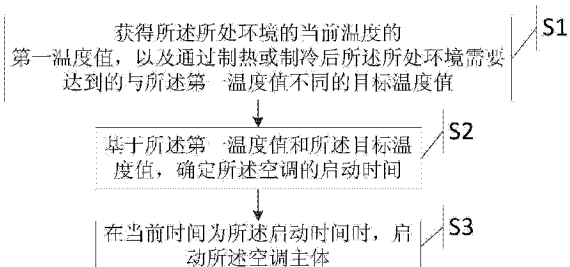 获得所述所处环境的当前温度的
第一温度值，以及通过制热或制冷后所述所处环境需要
达到的与所述第一温度值不同的目标温度值
S1
基于所述第一温度值和所述目标温
度值，确定所述空调的启动时间
S2
在当前时间为所述启动时间时，启
动所述空调主体
S3